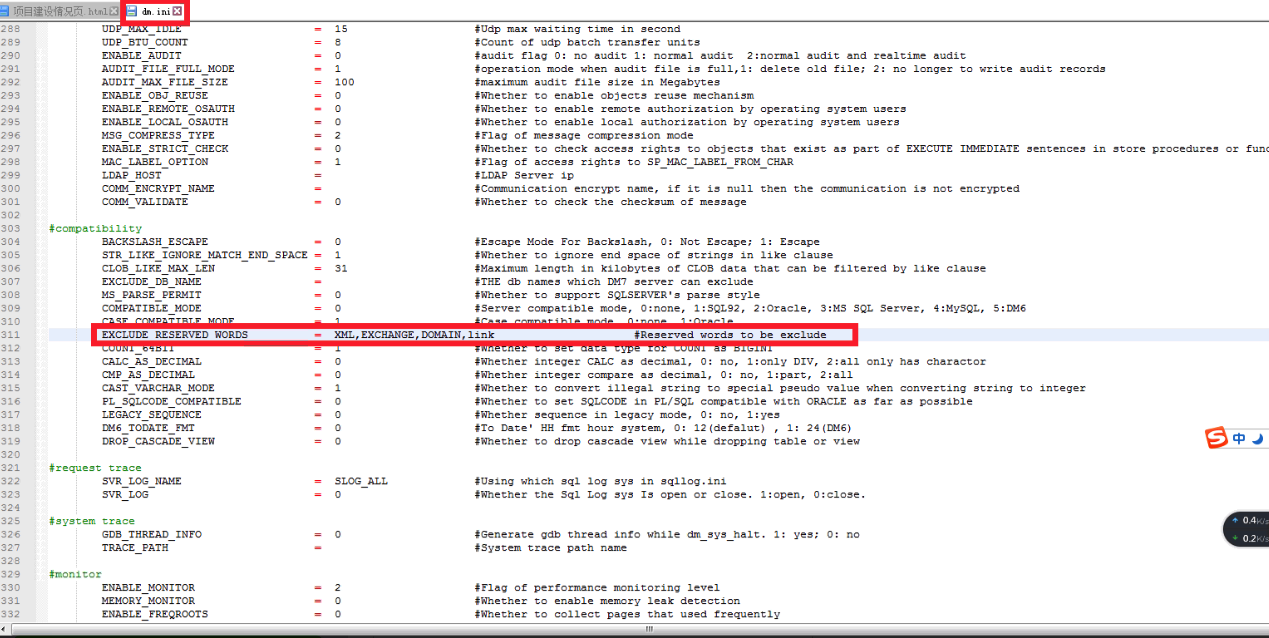 项目建设情况页.html dm.ini
288 UDP_MAX_IDLE = 15 #Udp max waiting time in second
289 UDP_BTU_COUNT = 8 #Count of udp batch transfer units
290 ENABLE_AUDIT = 0 #audit flag 0: no audit 1: normal audit 2:normal audit and realtime audit
291 AUDIT_FILE_FULL_MODE = 1 #operation mode when audit file is full,1: delete old file; 2: no longer to write audit records
292 AUDIT_MAX_FILE_SIZE = 100 #maximum audit file size in Megabytes
293 ENABLE_OBJ_REUSE = 0 #Whether to enable objects reuse mechanism
294 ENABLE_REMOTE_OSAUTH = 0 #Whether to enable remote authorization by operating system users
295 ENABLE_LOCAL_OSAUTH = 0 #Whether to enable local authorization by operating system users
296 MSG_COMPRESS_TYPE = 2 #Flag of message compression mode
297 ENABLE_STRICT_CHECK = 0 #Whether to check access rights to objects that exist as part of EXECUTE IMMEDIATE sentences in store procedures or func
298 MAC_LABEL_OPTION = 1 #Flag of access rights to SP_MAC_LABEL_FROM_CHAR
299 LDAP_HOST = #LDAP Server ip
300 COMM_ENCRYPT_NAME = #Communication encrypt name, if it is null then the communication is not encrypted
301 COMM_VALIDATE = 0 #Whether to check the checksum of message
302
303 #compatibility
304 BACKSLASH_ESCAPE = 0 #Escape Mode For Backslash, 0: Not Escape; 1: Escape
305 STR_LIKE_IGNORE_MATCH_END_SPACE = 1 #Whether to ignore end space of strings in like clause
306 CLOB_LIKE_MAX_LEN = 31 #Maximum length in kilobytes of CLOB data that can be filtered by like clause
307 EXCLUDE_DB_NAME = #THE db names which DM7 server can exclude
308 MS_PARSE_PERMIT = 0 #Whether to support SQLSERVER's parse style
309 COMPATIBLE_MODE = 0 #Server compatible mode, 0:none, 1:SQL92, 2:Oracle, 3:MS SQL Server, 4:MySQL, 5:DM6
310 CASE_COMPATIBLE_MODE = 1 #Case compatible mode, 0:none, 1:Oracle
311 EXCLUDE_RESERVED_WORDS = XML,EXCHANGE,DOMAIN,link #Reserved words to be exclude
312 COUNT_64BIT = 1 #Whether to set data type for COUNT as BIGINT
313 CALC_AS_DECIMAL = 0 #Whether integer CALC as decimal, 0: no, 1:only DIV, 2:all only has charactor
314 CMP_AS_DECIMAL = 0 #Whether integer compare as decimal, 0: no, 1:part, 2:all
315 CAST_VARCHAR_MODE = 1 #Whether to convert illegal string to special pseudo value when converting string to integer
316 PL_SQLCODE_COMPATIBLE = 0 #Whether to set SQLCODE in PL/SQL compatible with ORACLE as far as possible
317 LEGACY_SEQUENCE = 0 #Whether sequence in legacy mode, 0: no, 1:yes
318 DM6_TODATE_FMT = 0 #To Date' HH fmt hour system, 0: 12(defalut) , 1: 24(DM6)
319 DROP_CASCADE_VIEW = 0 #Whether to drop cascade view while dropping table or view
320
321 #request trace
322 SVR_LOG_NAME = SLOG_ALL #Using which sql log sys in sqllog.ini
323 SVR_LOG = 0 #Whether the Sql Log sys Is open or close. 1:open, 0:close.
324
325 #system trace
326 GDB_THREAD_INFO = 0 #Generate gdb thread info while dm_sys_halt. 1: yes; 0: no
327 TRACE_PATH = #System trace path name
328
329 #monitor
330 ENABLE_MONITOR = 2 #Flag of performance monitoring level
331 MEMORY_MONITOR = 0 #Whether to enable memory leak detection
332 ENABLE_FREQROOTS = 0 #Whether to collect pages that used frequently
S 中
0.4K/s
0.2K/s